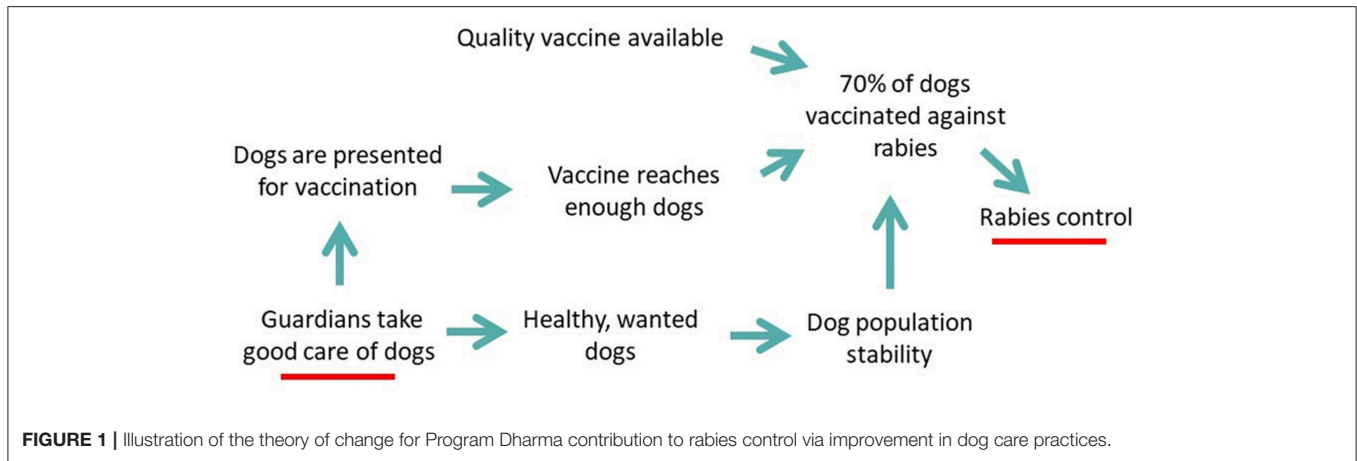 Quality vaccine available
70% of dogs
vaccinated against
rabies
Dogs are presented
for vaccination
Vaccine reaches
enough dogs
Rabies control
Guardians take
good care of dogs
Healthy, wanted
dogs
Dog population
stability
FIGURE 1 | Illustration of the theory of change for Program Dharma contribution to rabies control via improvement in dog care practices.